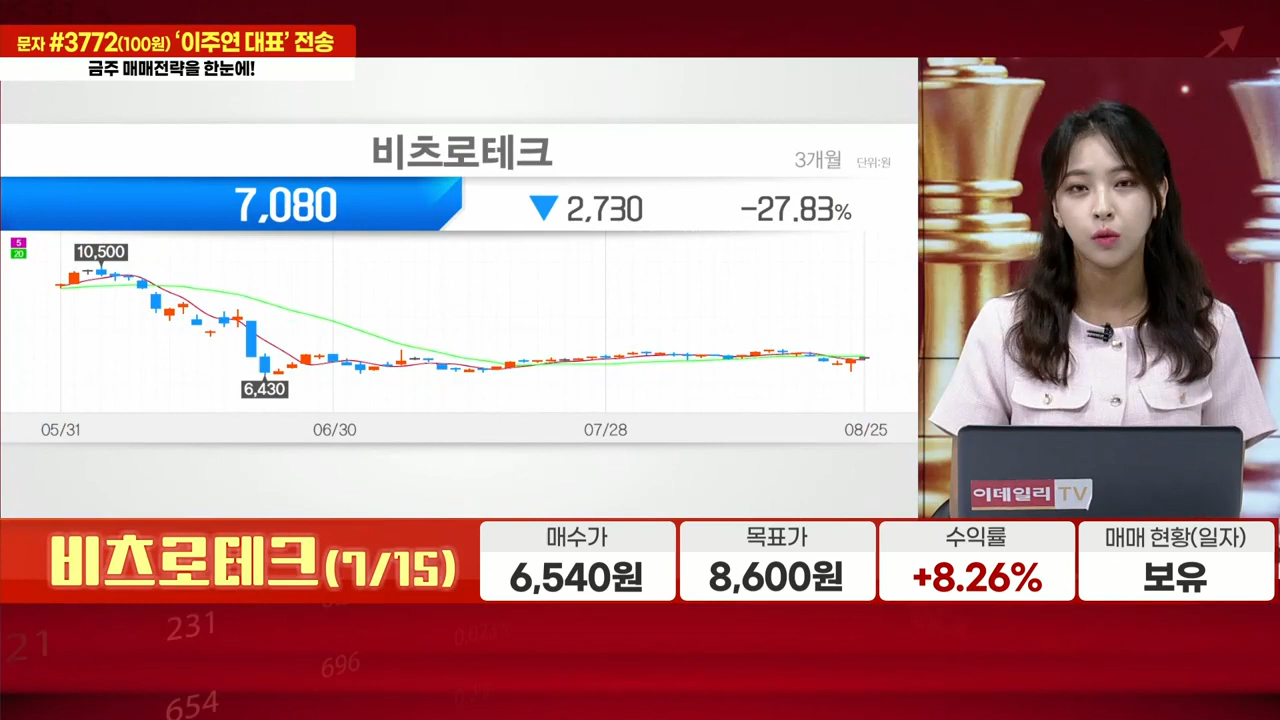 문자 #3772(100원) ‘이주연 대표’ 전송
금주 매매전략을 한눈에!
비츠로테크
3개월 단위:원
7,080 ▼ 2,730 -27.83%
5
20
10,500
6,430
05/31 06/30 07/28 08/25
이데일리 TV
비츠로테크(7/15)
매수가 목표가 수익률 매매 현황(일자)
6,540원 8,600원 +8.26% 보유
21 231
696
654